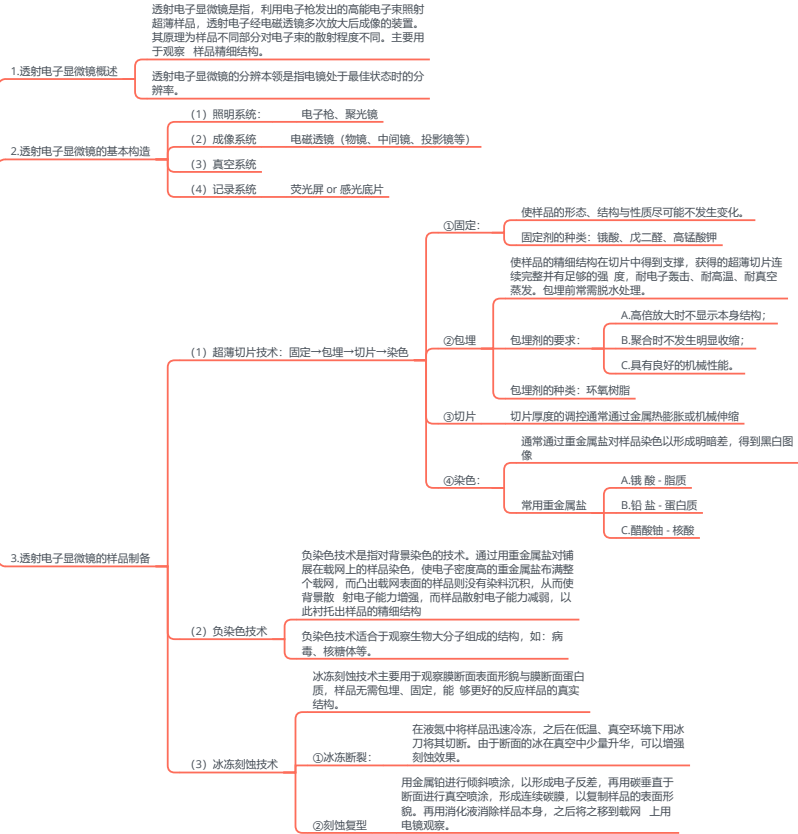 1.透射电子显微镜概述
透射电子显微镜是指，利用电子枪发出的高能电子束照射
超薄样品，透射电子经电磁透镜多次放大后成像的装置。
其原理为样品不同部分对电子束的散射程度不同。主要用
于观察 样品精细结构。
透射电子显微镜的分辨本领是指电镜处于最佳状态时的分
辨率。
2.透射电子显微镜的基本构造
（1）照明系统： 电子枪、聚光镜
（2）成像系统 电磁透镜（物镜、中间镜、投影镜等）
（3）真空系统
（4）记录系统 荧光屏 or 感光底片
3.透射电子显微镜的样品制备
（1）超薄切片技术：固定→包埋→切片→染色
①固定：
使样品的形态、结构与性质尽可能不发生变化。
固定剂的种类：锇酸、戊二醛、高锰酸钾
②包埋
使样品的精细结构在切片中得到支撑，获得的超薄切片连
续完整并有足够的强 度，耐电子轰击、耐高温、耐真空
蒸发。包埋前常需脱水处理。
包埋剂的要求：
A.高倍放大时不显示本身结构；
B.聚合时不发生明显收缩；
C.具有良好的机械性能。
包埋剂的种类：环氧树脂
③切片 切片厚度的调控通常通过金属热膨胀或机械伸缩
④染色：
通常通过重金属盐对样品染色以形成明暗差，得到黑白图
像
常用重金属盐
A.锇 酸 - 脂质
B.铅 盐 - 蛋白质
C.醋酸铀 - 核酸
（2）负染色技术
负染色技术是指对背景染色的技术。通过用重金属盐对铺
展在载网上的样品染色，使电子密度高的重金属盐布满整
个载网，而凸出载网表面的样品则没有染料沉积，从而使
背景散 射电子能力增强，而样品散射电子能力减弱，以
此衬托出样品的精细结构
负染色技术适合于观察生物大分子组成的结构，如：病
毒、核糖体等。
（3）冰冻刻蚀技术
冰冻刻蚀技术主要用于观察膜断面表面形貌与膜断面蛋白
质，样品无需包埋、固定，能 够更好的反应样品的真实
结构。
①冰冻断裂：
在液氮中将样品迅速冷冻，之后在低温、真空环境下用冰
刀将其切断。由于断面的冰在真空中少量升华，可以增强
刻蚀效果。
②刻蚀复型
用金属铂进行倾斜喷涂，以形成电子反差，再用碳垂直于
断面进行真空喷涂，形成连续碳膜，以复制样品的表面形
貌。再用消化液消除样品本身，之后将之移到载网 上用
电镜观察。